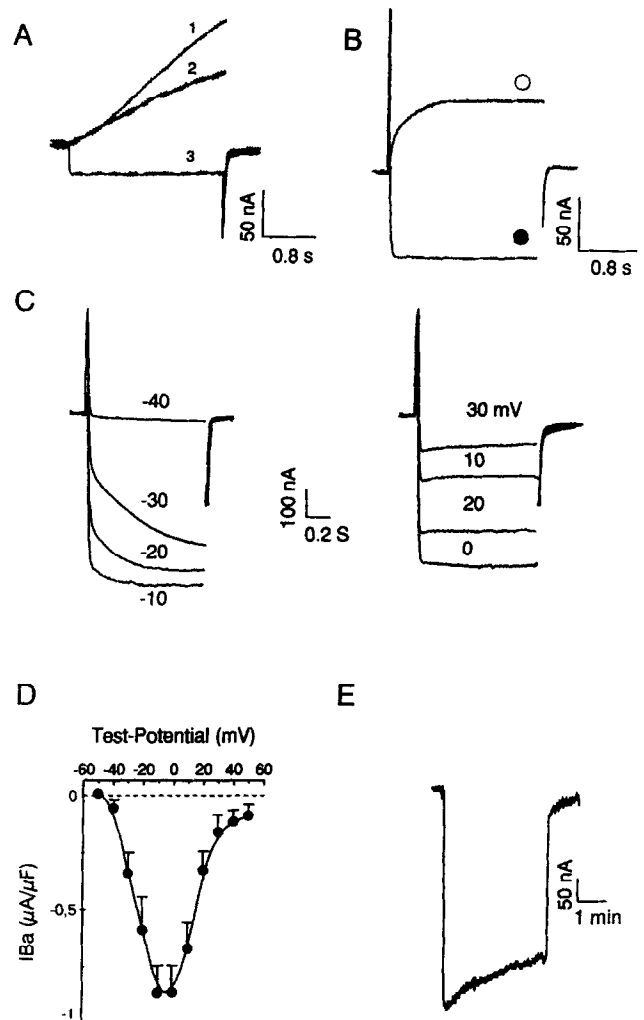 A
1
2
3
50 nA
0.8 s
B
50 nA
0.8 s
C
-40
-30
-20
-10
100 nA
0.2 S
30 mV
10
20
0
D
Test-Potential (mV)
-60 -40 -20 0 20 40 60
0
-0,5
-1
IBa (µA/µF)
E
50 nA
1 min